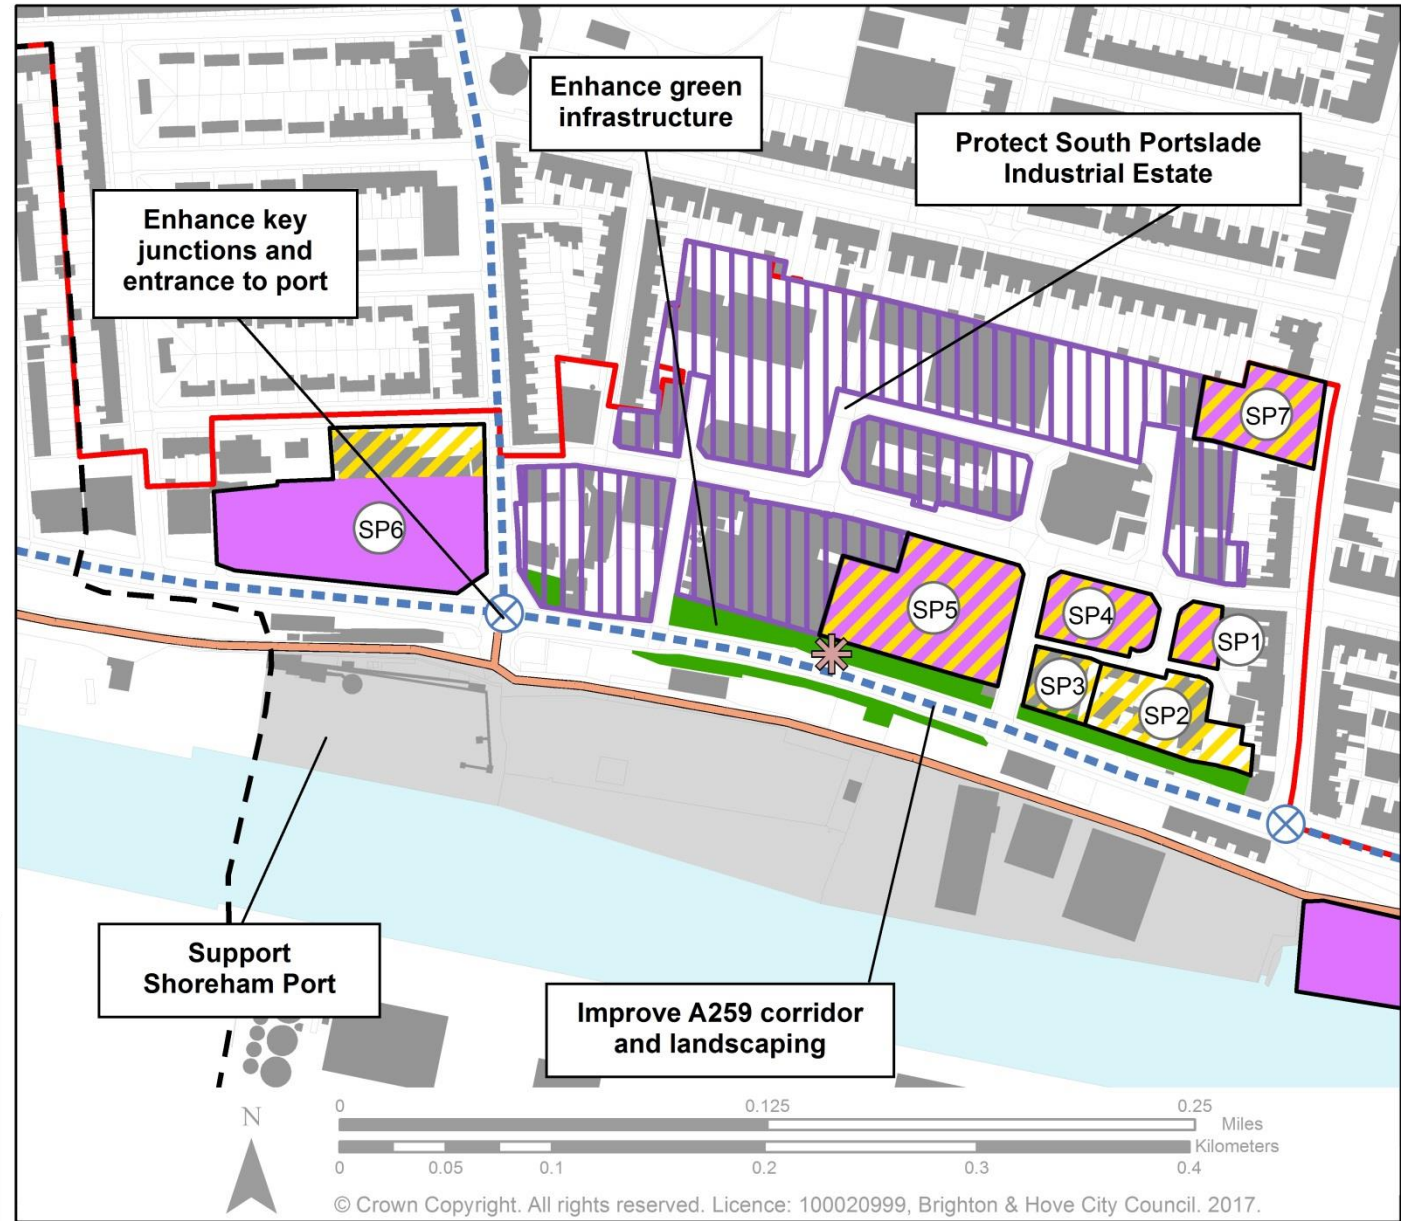 Enhance green
infrastructure
Protect South Portslade
Industrial Estate
Enhance key
junctions and
entrance to port
SP7
SP6
SP5
SP4
SP1
SP3
SP2
Support
Shoreham Port
Improve A259 corridor
and landscaping
N
0 0.125 0.25
Miles
Kilometers
0 0.05 0.1 0.2 0.3 0.4
© Crown Copyright. All rights reserved. Licence: 100020999, Brighton & Hove City Council. 2017.